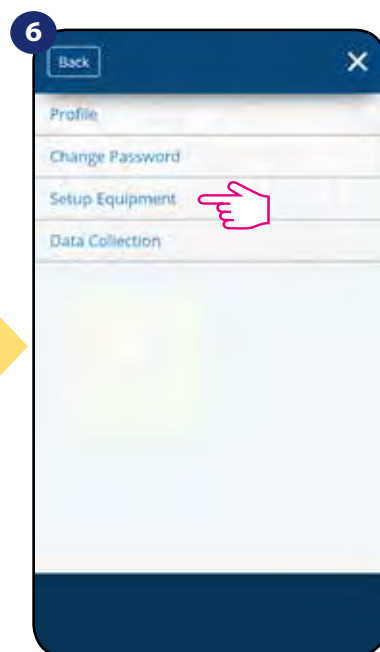 6
Back
Profile
Change Password
Setup Equipment
Data Collection